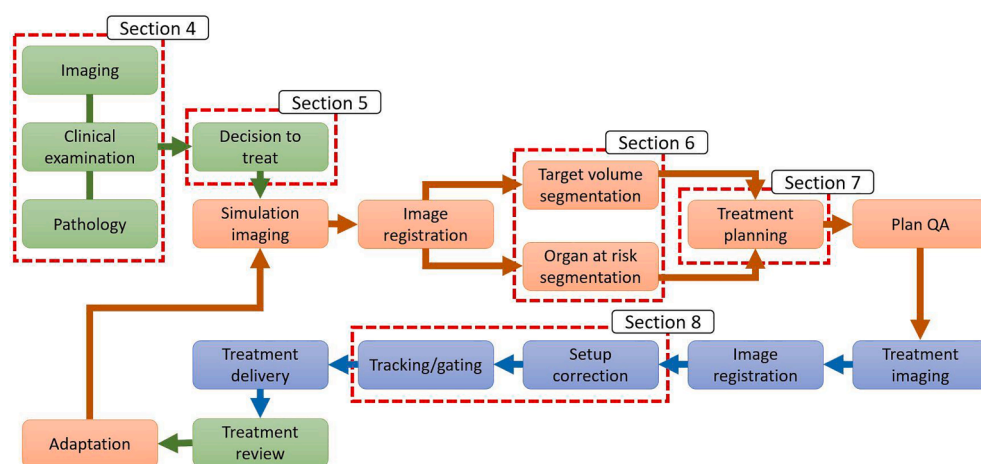 Section 4
Imaging
Clinical
examination
Pathology
Section 5
Decision to
treat
Simulation
imaging
Image
registration
Section 6
Target volume
segmentation
Organ at risk
segmentation
Section 7
Treatment
planning
Plan QA
Section 8
Treatment
delivery
Tracking/gating
Setup
correction
Image
registration
Treatment
imaging
Adaptation
Treatment
review